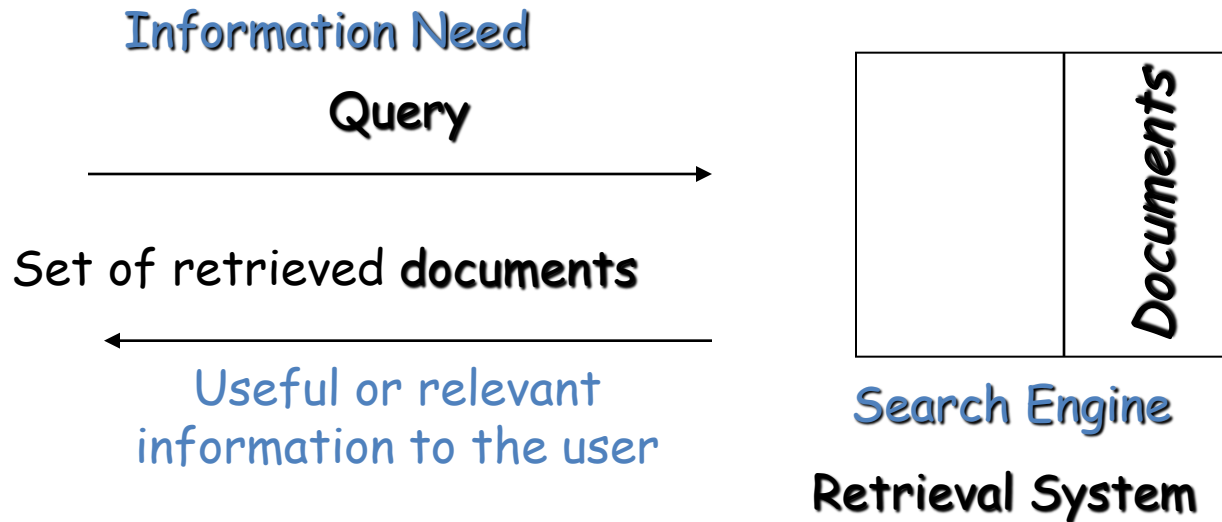 Information Need
Query
Set of retrieved documents
Useful or relevant
information to the user
Documents
Search Engine
Retrieval System